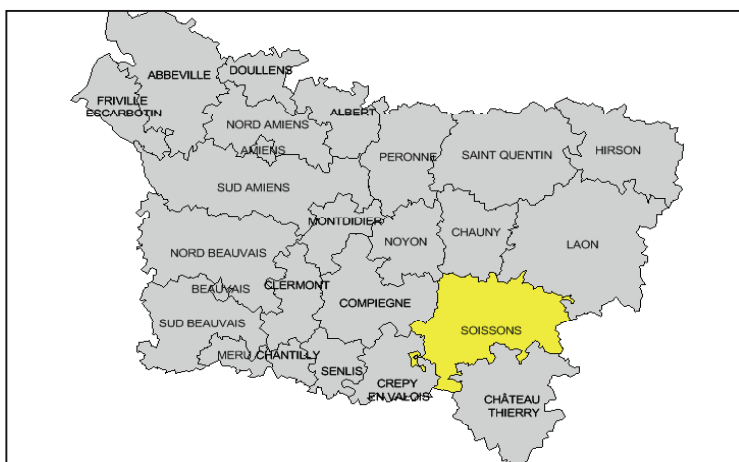 ABBEVILLE
DOULLENS
FRIVILLE
ESCARBOTIN
NORD AMIENS
ALBERT
AMIENS
PERONNE
SAINT QUENTIN
HIRSON
SUD AMIENS
MONTDIDIER
NOYON
CHAUNY
LAON
NORD BEAUVAIS
BEAUVAIS
CLERMONT
COMPIEGNE
SUD BEAUVAIS
SOISSONS
MERU
CHANTILLY
SENLIS
CREPY
EN VALOIS
CHÂTEAU
THIERRY